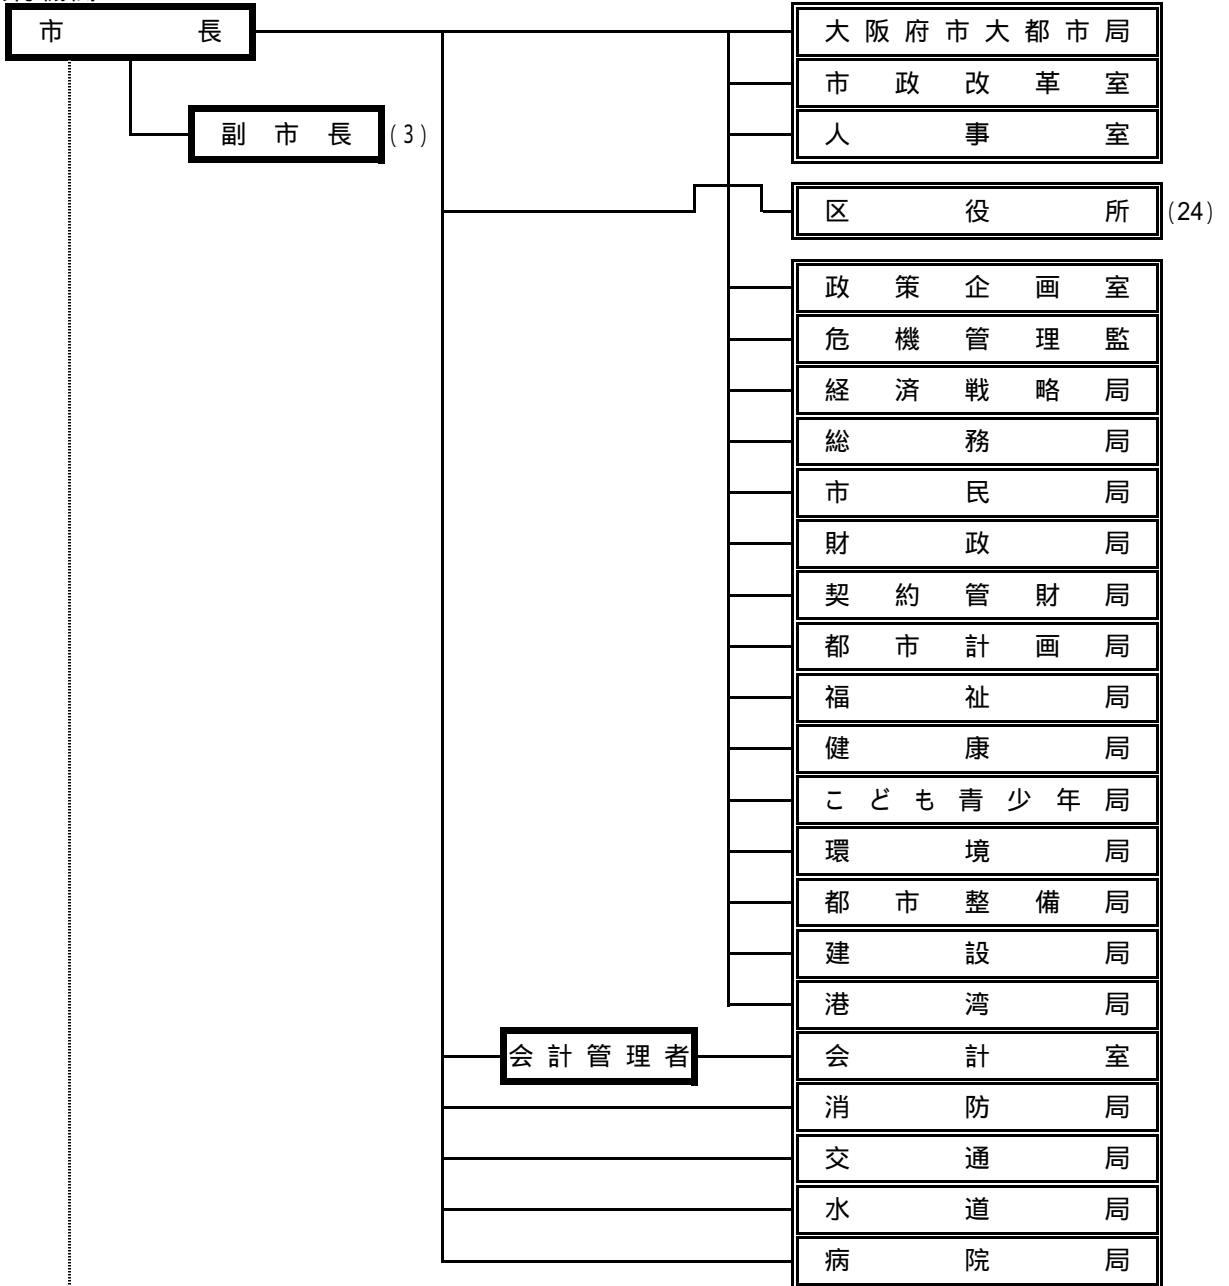 市長
大阪府市大都市局
市政改革室
副市長(3)
人事室
区役所(24)
政策企画室
危機管理監
経済戦略局
総務局
市民局
財政局
契約管財局
都市計画局
福祉局
健康局
こども青少年局
環境局
都市整備局
建設局
港湾局
会計管理者
会計室
消防局
交通局
水道局
病院局